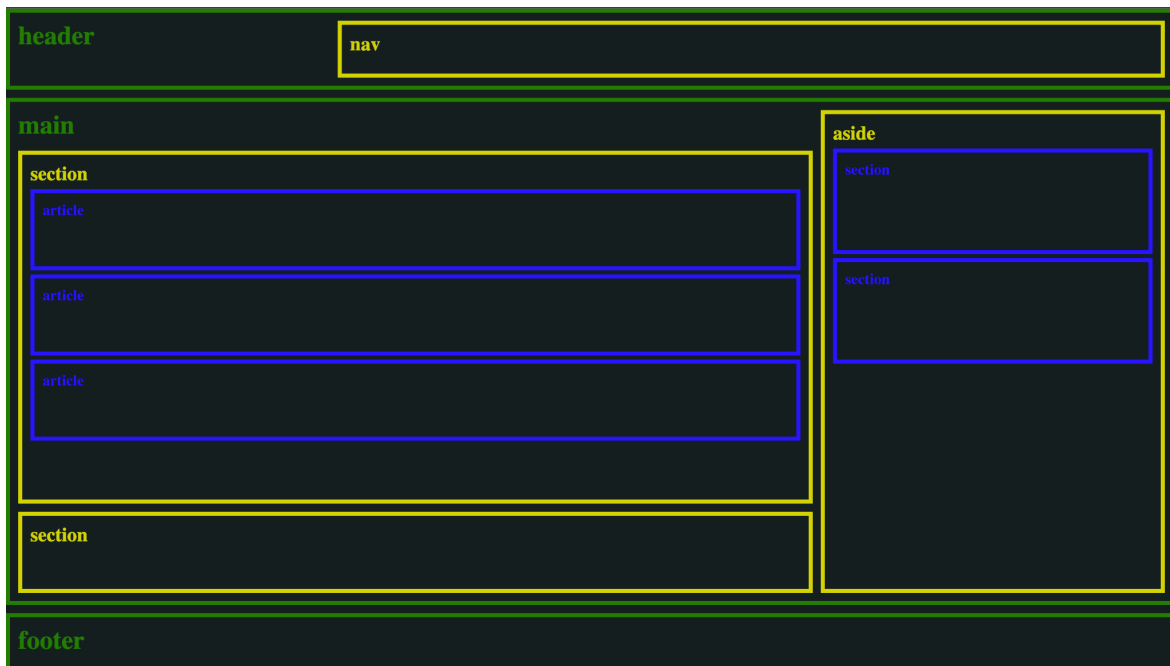 header
nav
main
section
article
article
article
section
aside
section
section
footer